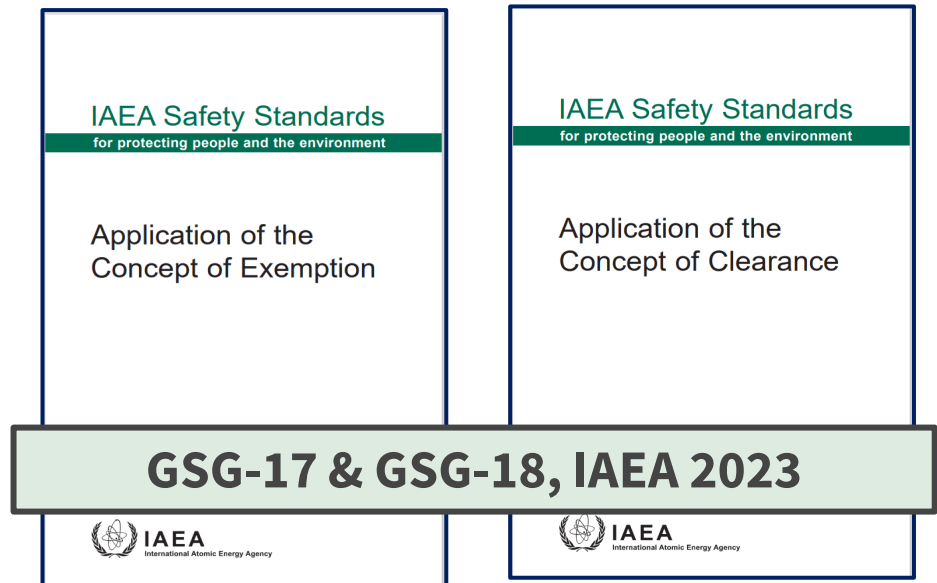 IAEA Safety Standards
for protecting people and the environment
Application of the
Concept of Exemption
IAEA Safety Standards
for protecting people and the environment
Application of the
Concept of Clearance
GSG-17 & GSG-18, IAEA 2023
IAEA
International Atomic Energy Agency
IAEA
International Atomic Energy Agency